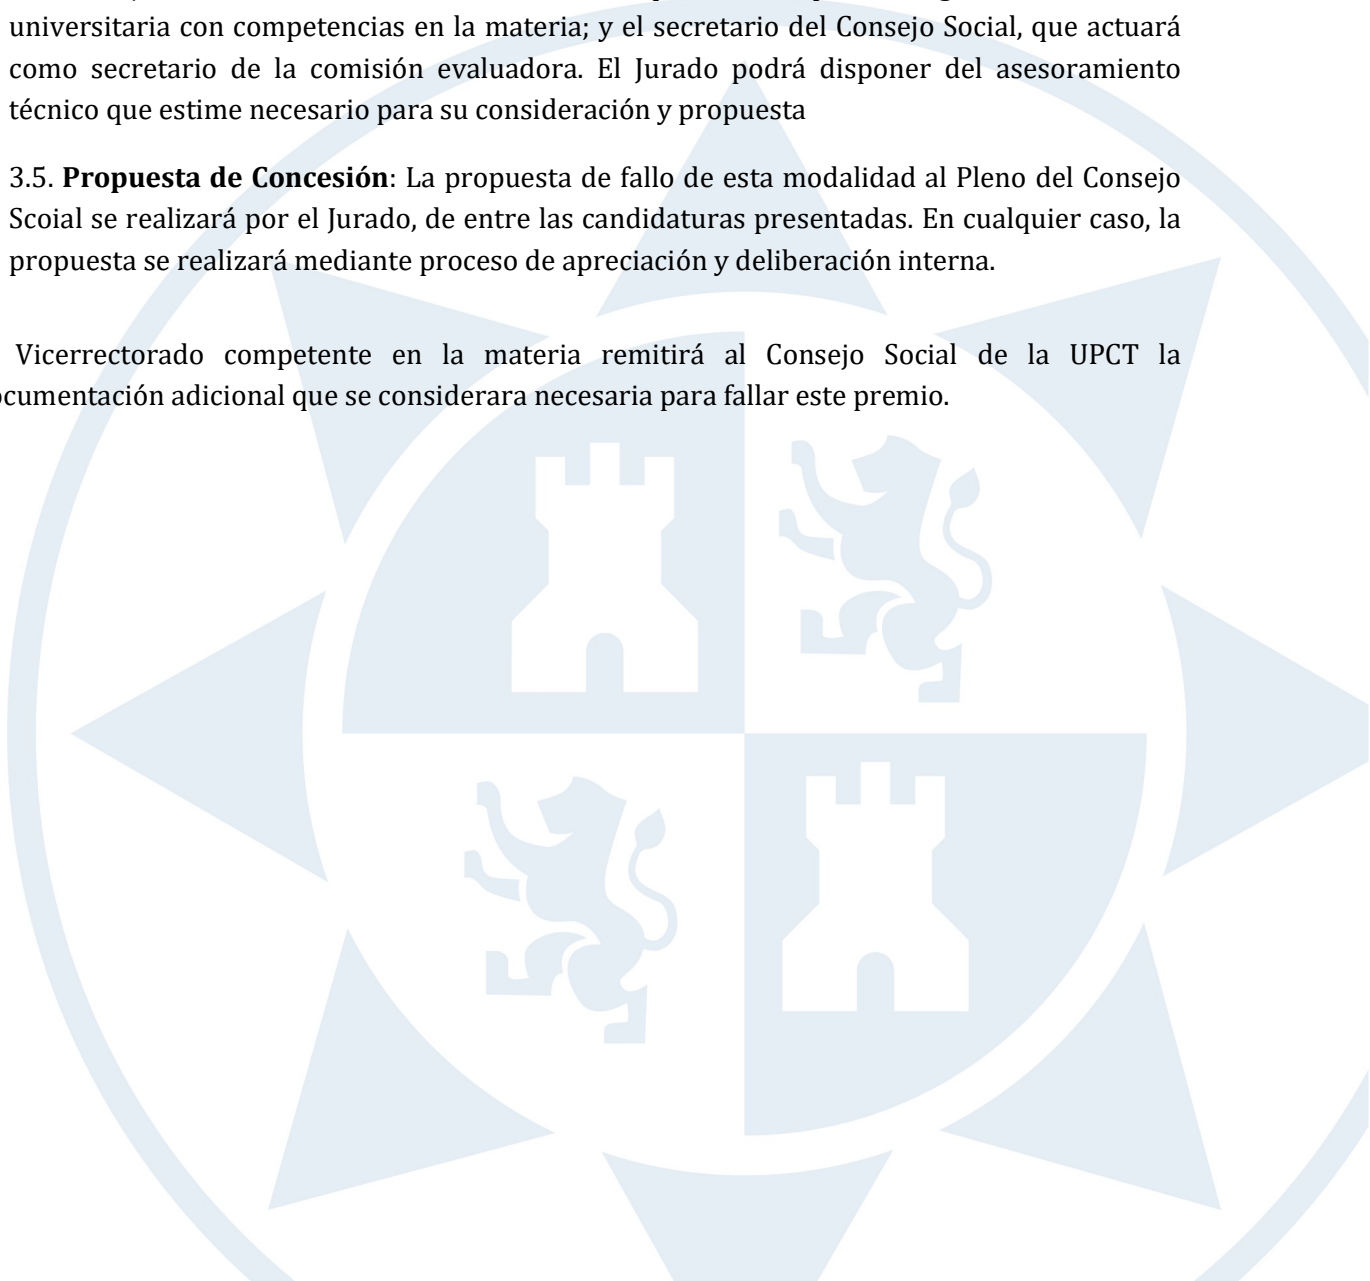 universitaria con competencias en la materia; y el secretario del Consejo Social, que actuará
como secretario de la comisión evaluadora. El Jurado podrá disponer del asesoramiento
técnico que estime necesario para su consideración y propuesta
3.5. Propuesta de Concesión: La propuesta de fallo de esta modalidad al Pleno del Consejo
Scoial se realizará por el Jurado, de entre las candidaturas presentadas. En cualquier caso, la
propuesta se realizará mediante proceso de apreciación y deliberación interna.
Vicerrectorado competente en la materia remitirá al Consejo Social de la UPCT la
ocumentación adicional que se considerara necesaria para fallar este premio.